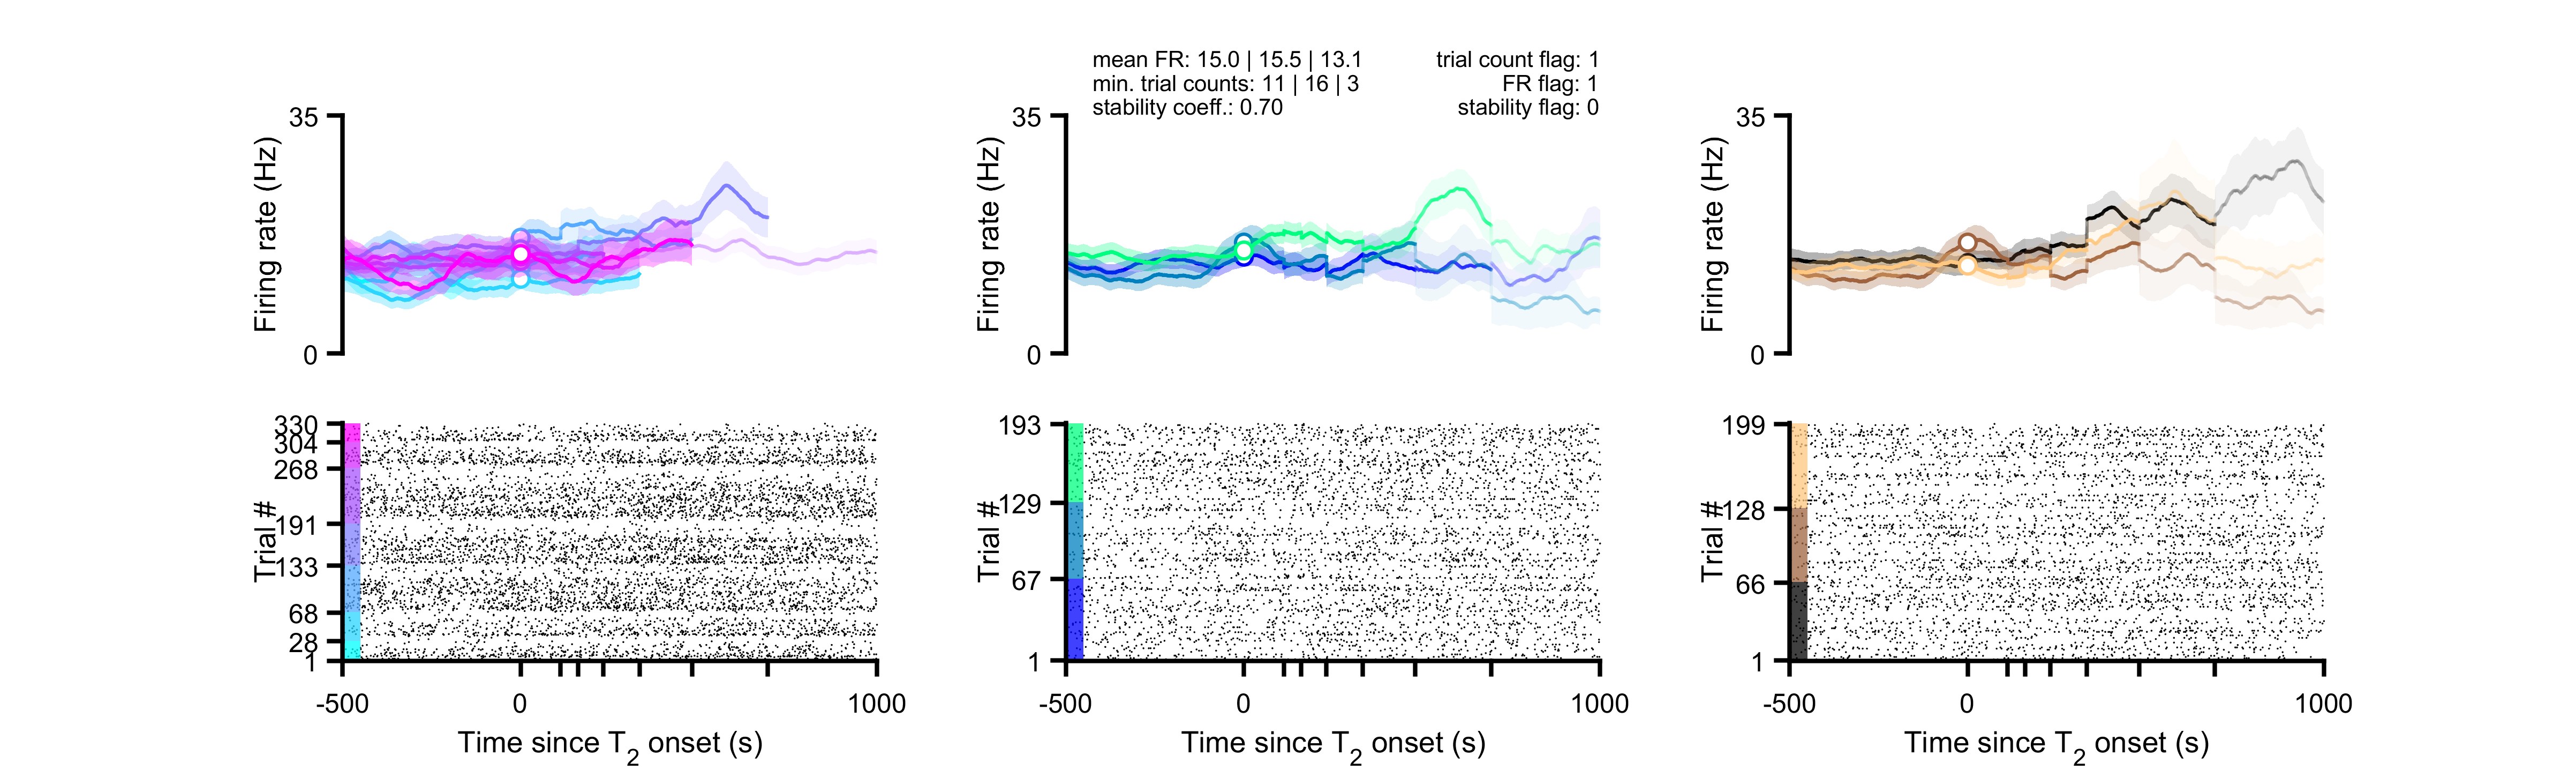 mean FR: 15.0 | 15.5 | 13.1
min. trial counts: 11 | 16 | 3
stability coeff.: 0.70
trial count flag: 1
FR flag: 1
stability flag: 0
35
Firing rate (Hz)
0
35
Firing rate (Hz)
0
35
Firing rate (Hz)
0
330
304
268
191
133
68
28
1
Trial #
-500
0
1000
Time since T2 onset (s)
193
129
67
1
Trial #
-500
0
1000
Time since T2 onset (s)
199
128
66
1
Trial #
-500
0
1000
Time since T2 onset (s)